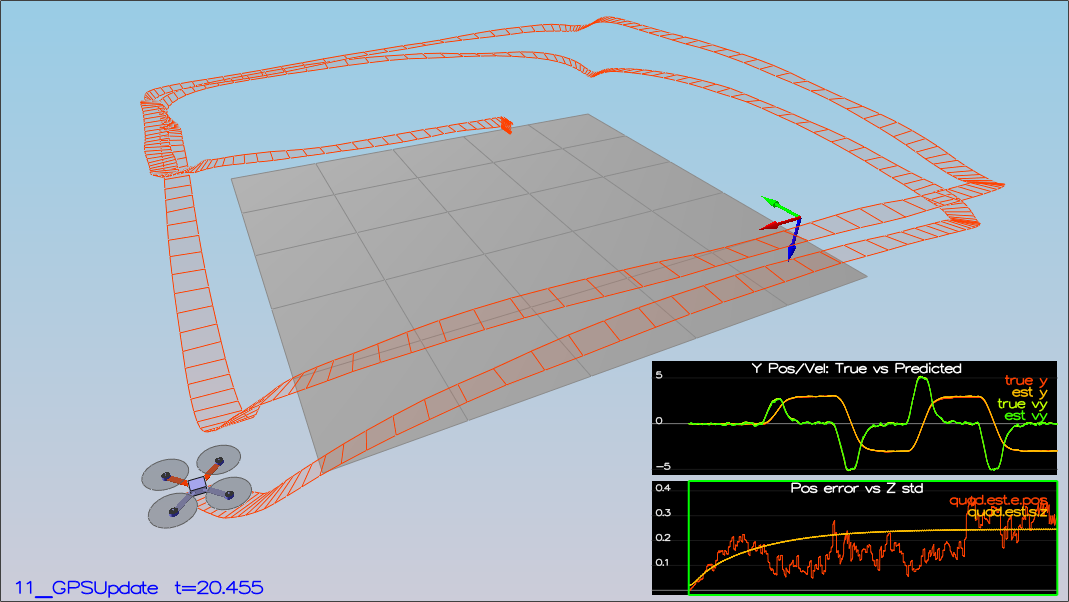 Y Pos/Vel: True vs Predicted
5
true y
est y
true vy
0
est vy
-5
Pos error vs Z std
0.4
quad.est.e.pos
0.3
quad.est.s.z
0.2
0.1
11_GPSUpdate t=20.455